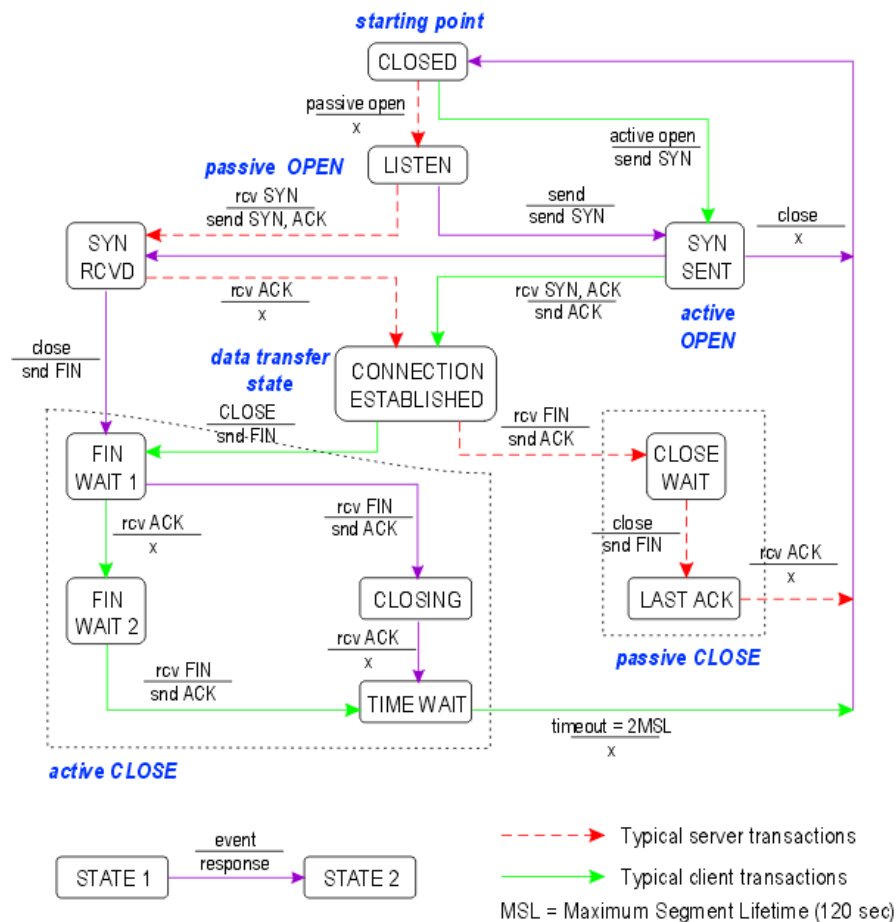 starting point
CLOSED
passive open
x
active open
send SYN
passive OPEN
LISTEN
rcv SYN
send SYN, ACK
send
send SYN
close
x
SYN
RCVD
SYN
SENT
rcv ACK
x
rcv SYN, ACK
snd ACK
active
OPEN
close
snd FIN
data transfer
state
CONNECTION
ESTABLISHED
CLOSE
snd-FIN
rcv FIN
snd ACK
FIN
WAIT 1
CLOSE
WAIT
rcv FIN
snd ACK
rcv ACK
x
close
snd FIN
rcv ACK
x
FIN
WAIT 2
CLOSING
LAST ACK
rcv ACK
x
passive CLOSE
rcv FIN
snd ACK
TIME WAIT
timeout = 2MSL
x
active CLOSE
event
response
STATE 1
STATE 2
Typical server transactions
Typical client transactions
MSL = Maximum Segment Lifetime (120 sec)